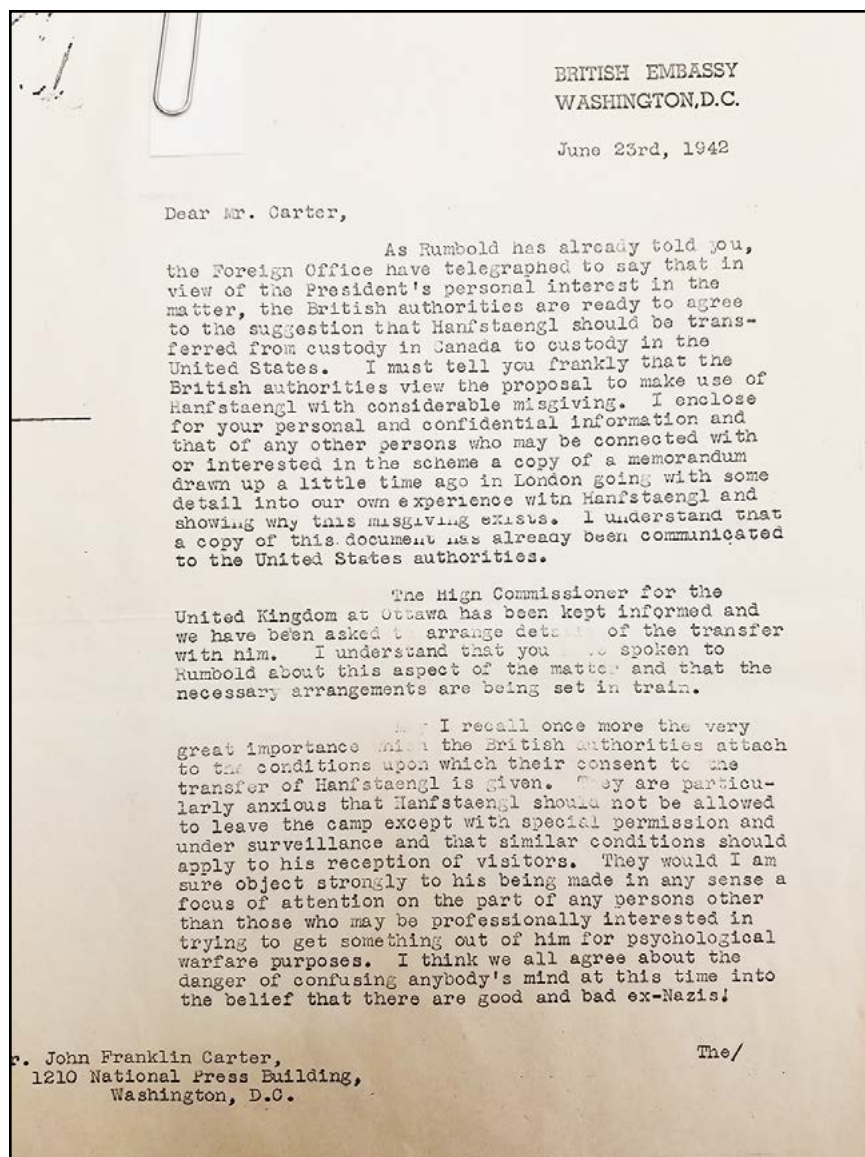 BRITISH EMBASSY
WASHINGTON, D.C.
June 23rd, 1942
Dear Mr. Carter,
As Rumbold has already told you,
the Foreign Office have telegraphed to say that in
view of the President's personal interest in the
matter, the British authorities are ready to agree
to the suggestion that Hanfstaengl should be trans-
ferred from custody in Canada to custody in the
United States. I must tell you frankly that the
British authorities view the proposal to make use of
Hanfstaengl with considerable misgiving. I enclose
for your personal and confidential information and
that of any other persons who may be connected with
or interested in the scheme a copy of a memorandum
drawn up a little time ago in London going with some
detail into our own experience with Hanfstaengl and
showing why this misgiving exists. I understand that
a copy of this document has already been communicated
to the United States authorities.
The High Commissioner for the
United Kingdom at Ottawa has been kept informed and
we have been asked to arrange details of the transfer
with him. I understand that you spoken to
Rumbold about this aspect of the matter and that the
necessary arrangements are being set in train.
I recall once more the very
great importance which the British authorities attach
to the conditions upon which their consent to the
transfer of Hanfstaengl is given. They are particu-
larly anxious that Hanfstaengl should not be allowed
to leave the camp except with special permission and
under surveillance and that similar conditions should
apply to his reception of visitors. They would I am
sure object strongly to his being made in any sense a
focus of attention on the part of any persons other
than those who may be professionally interested in
trying to get something out of him for psychological
warfare purposes. I think we all agree about the
danger of confusing anybody's mind at this time into
the belief that there are good and bad ex-Nazis!
The/
r. John Franklin Carter,
1210 National Press Building,
Washington, D.C.